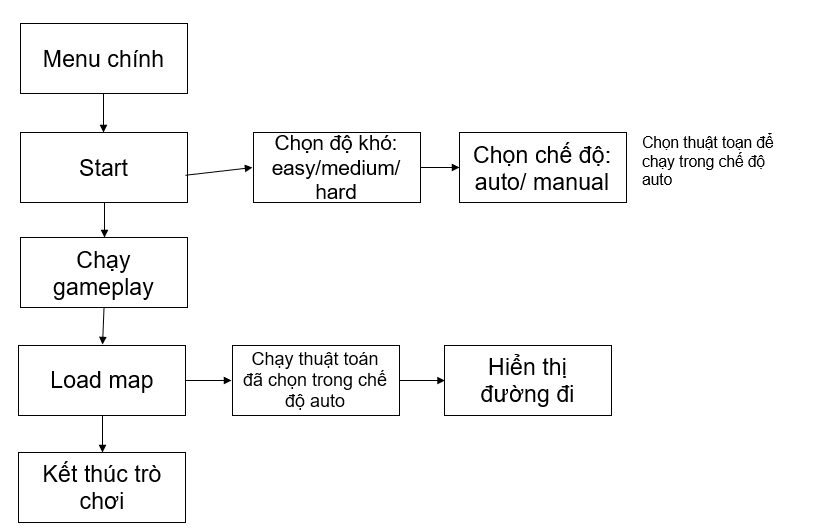 Menu chính
Start
Chọn độ khó:
easy/medium/
hard
Chọn chế độ:
auto/ manual
Chọn thuật toạn để
chạy trong chế độ
auto
Chạy
gameplay
Load map
Chạy thuật toán
đã chọn trong chế
độ auto
Hiển thị
đường đi
Kết thúc trò
chơi